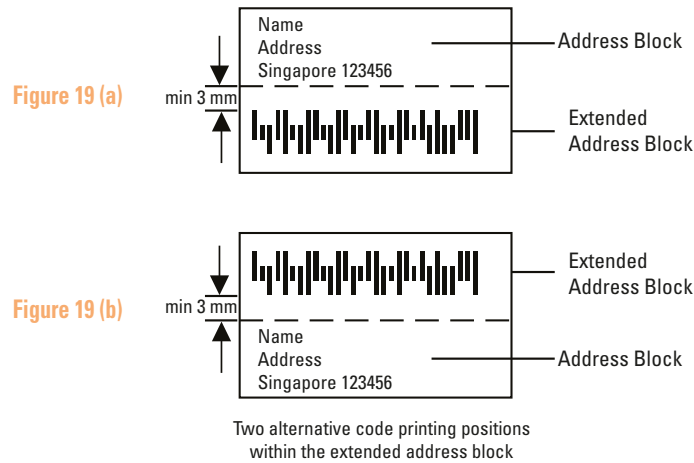 Name
Address
Singapore 123456
Address Block
Figure 19 (a)
min 3 mm
Extended
Address Block
Extended
Address Block
Figure 19 (b)
min 3 mm
Name
Address
Singapore 123456
Address Block
Two alternative code printing positions
within the extended address block